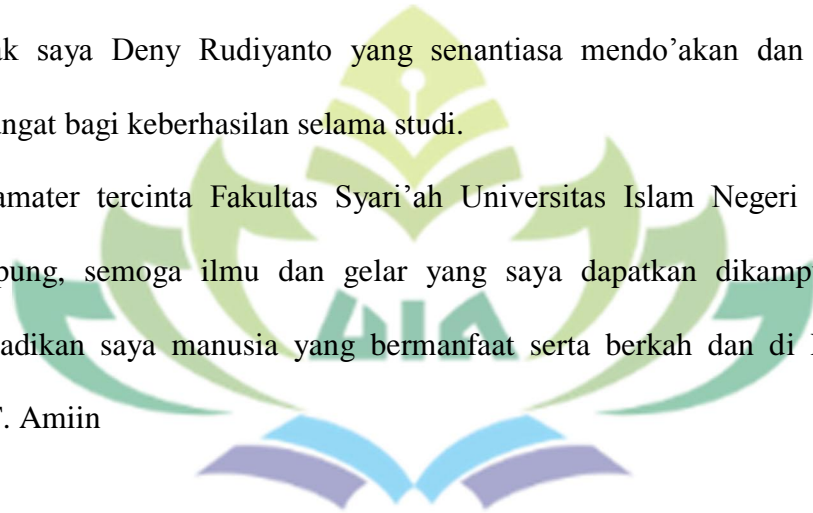 ak saya Deny Rudiyanto yang senantiasa mendo’akan dan
ngat bagi keberhasilan selama studi.
amater tercinta Fakultas Syari’ah Universitas Islam Negeri
pung, semoga ilmu dan gelar yang saya dapatkan dikamp
adikan saya manusia yang bermanfaat serta berkah dan di
. Amiin
UIN